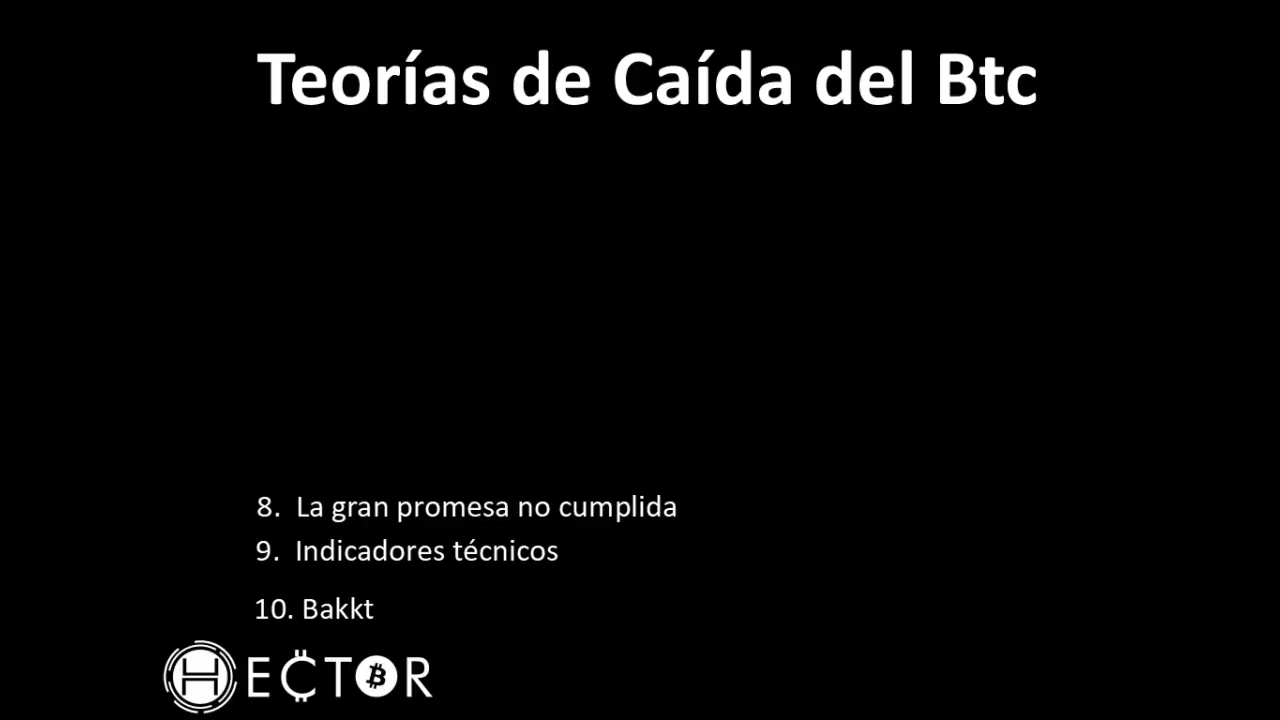 Teorías de Caída del Btc
8. La gran promesa no cumplida
9. Indicadores técnicos
10. Bakkt
HECTOR